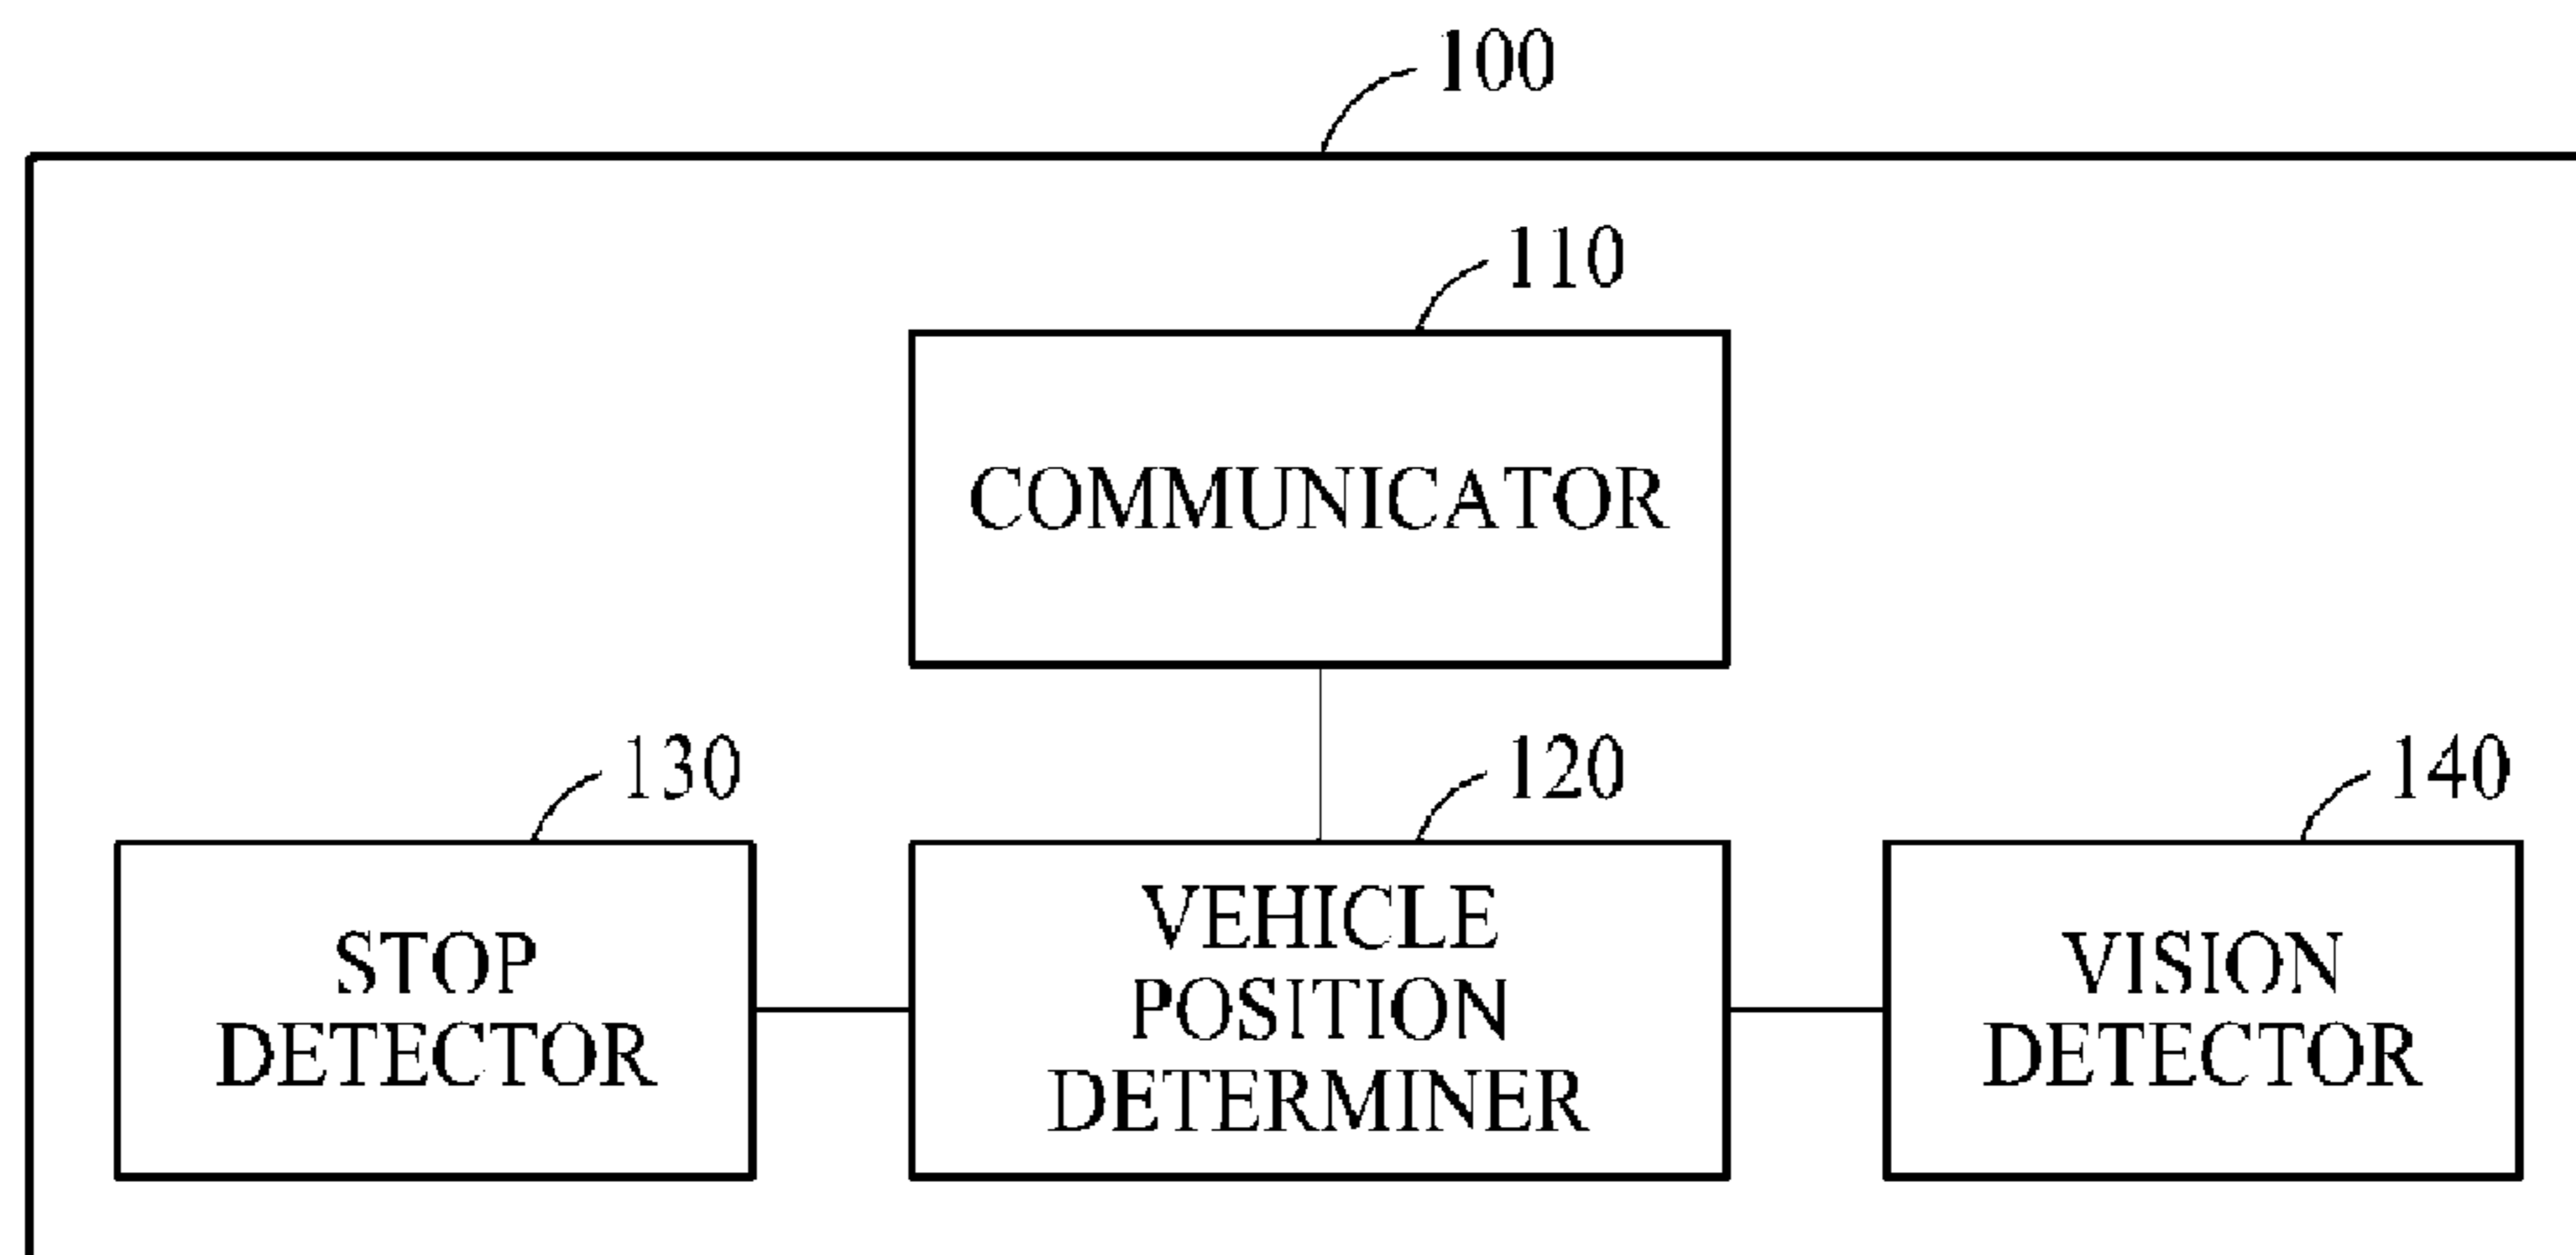 100
110
COMMUNICATOR
130
120
140
STOP
DETECTOR
VEHICLE
POSITION
DETERMINER
VISION
DETECTOR